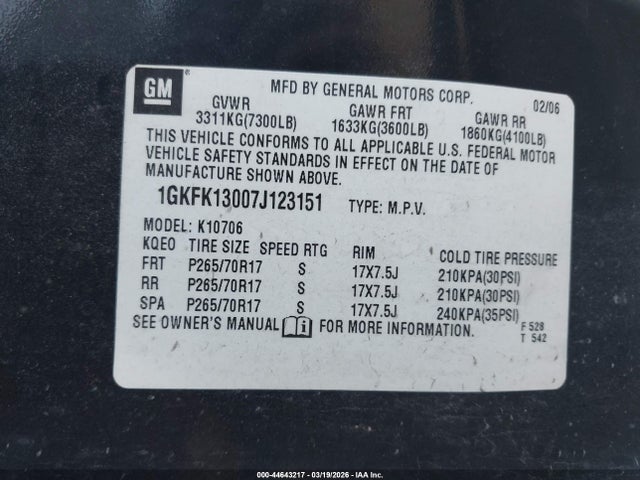 GM ®
MFD BY GENERAL MOTORS CORP. 02/06
GVWR GAWR FRT GAWR RR
3311KG(7300LB) 1633KG(3600LB) 1860KG(4100LB)
THIS VEHICLE CONFORMS TO ALL APPLICABLE U.S. FEDERAL MOTOR
VEHICLE SAFETY STANDARDS IN EFFECT ON THE DATE OF
MANUFACTURE SHOWN ABOVE.
1GKFK13007J123151 TYPE: M.P.V.
MODEL: K10706
KQEO TIRE SIZE SPEED RTG RIM COLD TIRE PRESSURE
FRT P265/70R17 S 17X7.5J 210KPA(30PSI)
RR P265/70R17 S 17X7.5J 210KPA(30PSI)
SPA P265/70R17 S 17X7.5J 240KPA(35PSI)
SEE OWNER'S MANUAL FOR MORE INFORMATION.
F 528
T 542
000-44643217 - 03/19/2026 - IAA Inc.